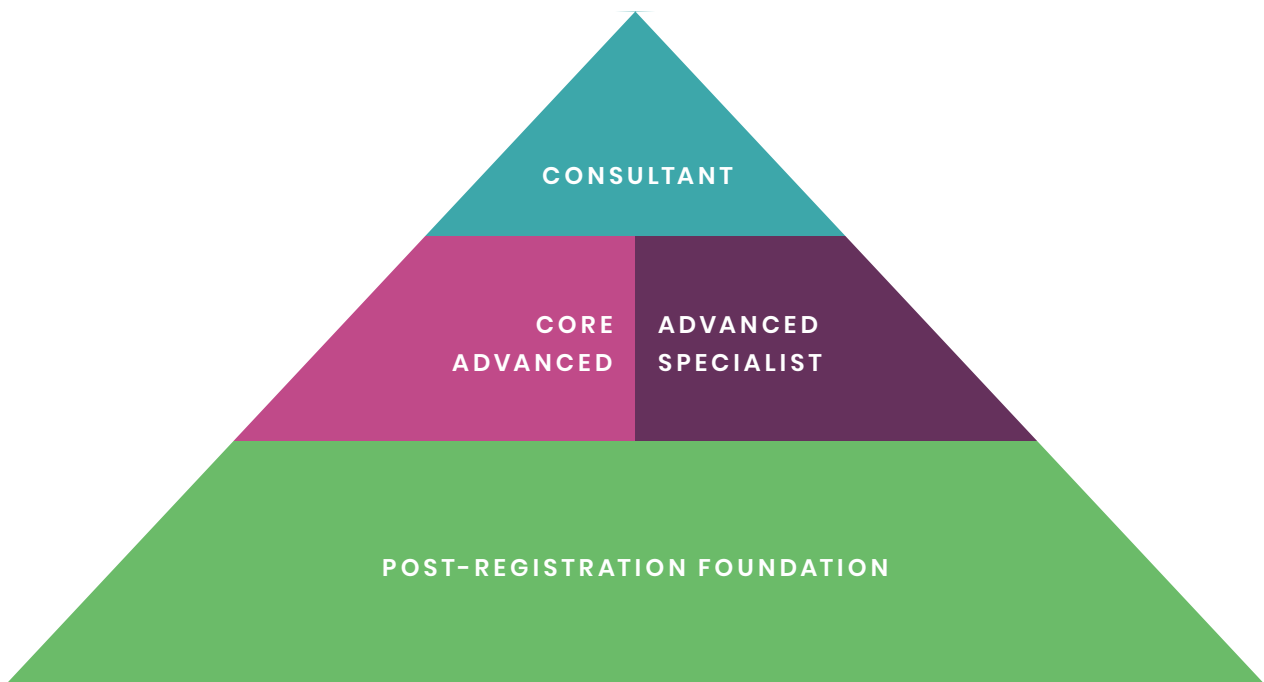 CONSULTANT
CORE
ADVANCED
ADVANCED
SPECIALIST
POST-REGISTRATION FOUNDATION